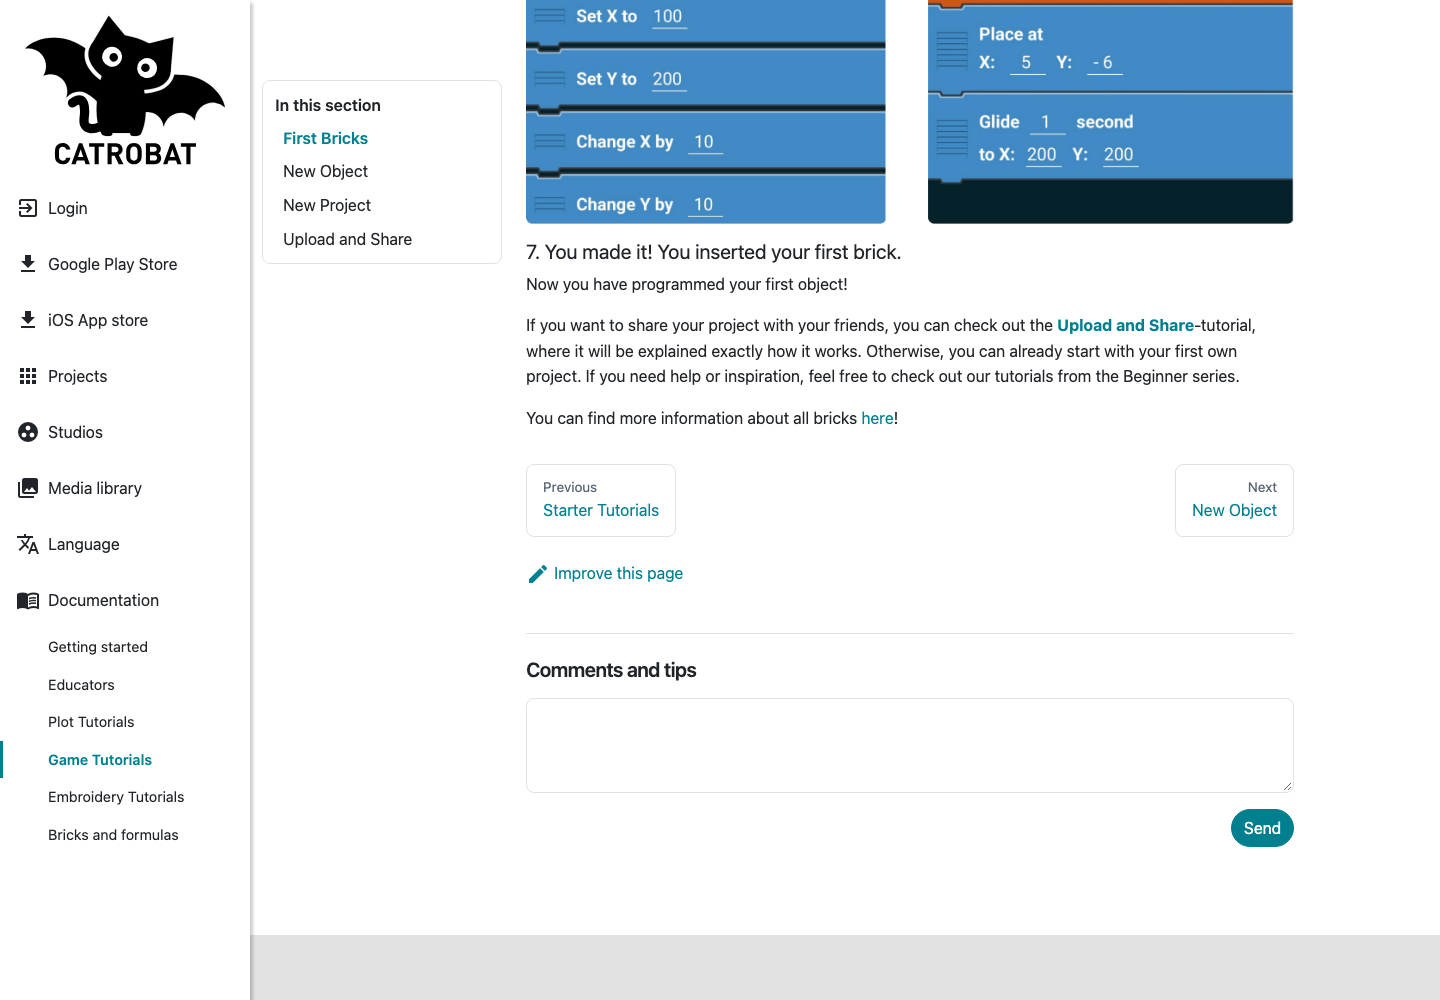 CATROBAT
Login
Google Play Store
iOS App store
Projects
Studios
Media library
Language
Documentation
Getting started
Educators
Plot Tutorials
Game Tutorials
Embroidery Tutorials
Bricks and formulas
In this section
First Bricks
New Object
New Project
Upload and Share
Set X to 100
Set Y to 200
Change X by 10
Change Y by 10
Place at
X: 5 Y: - 6
Glide 1 second
to X: 200 Y: 200
7. You made it! You inserted your first brick.
Now you have programmed your first object!
If you want to share your project with your friends, you can check out the Upload and Share-tutorial,
where it will be explained exactly how it works. Otherwise, you can already start with your first own
project. If you need help or inspiration, feel free to check out our tutorials from the Beginner series.
You can find more information about all bricks here!
Previous
Starter Tutorials
Next
New Object
Improve this page
Comments and tips
Send